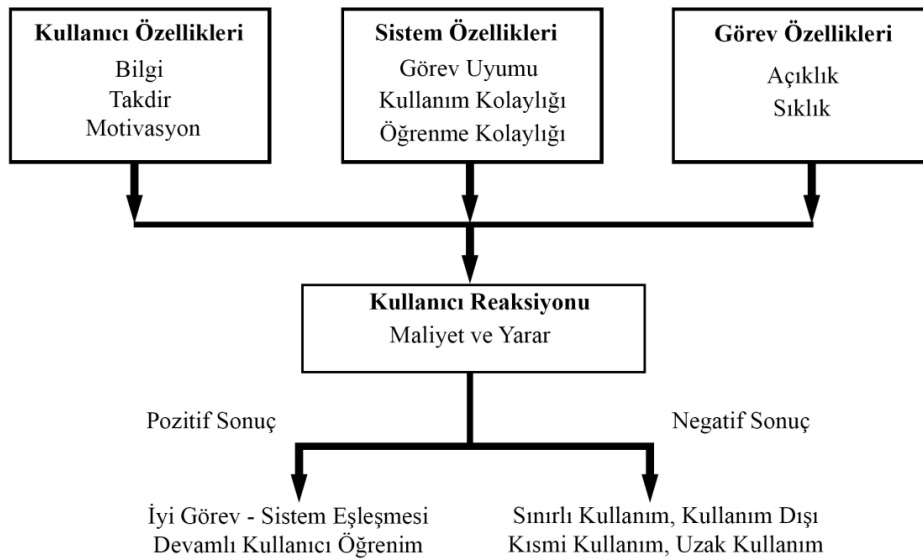 Kullanıcı Özellikleri
Bilgi
Takdir
Motivasyon
Sistem Özellikleri
Görev Uyumu
Kullanım Kolaylığı
Öğrenme Kolaylığı
Görev Özellikleri
Açıklık
Sıklık
Kullanıcı Reaksiyonu
Maliyet ve Yarar
Pozitif Sonuç
Negatif Sonuç
İyi Görev - Sistem Eşleşmesi
Devamlı Kullanıcı Öğrenim
Sınırlı Kullanım, Kullanım Dışı
Kısmi Kullanım, Uzak Kullanım